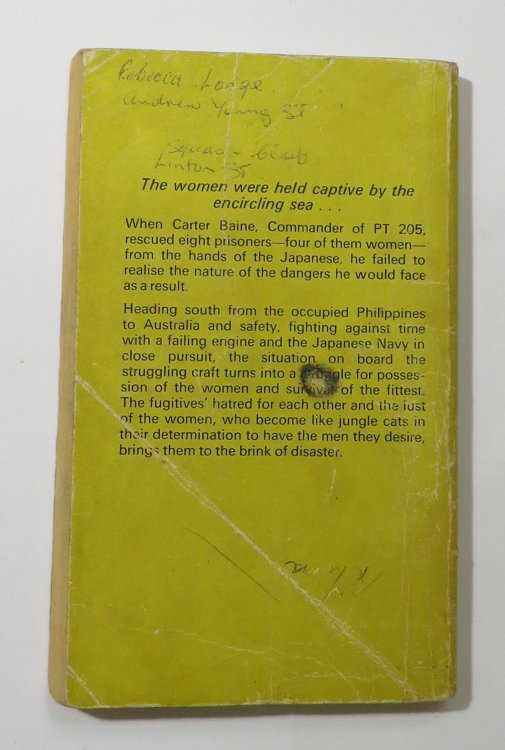 Rebecca Lange
Andrew Young ST
Squash Club
Linton ST
The women were held captive by the
encircling sea . . .
When Carter Baine, Commander of PT 205,
rescued eight prisoners—four of them women—
from the hands of the Japanese, he failed to
realise the nature of the dangers he would face
as a result.
Heading south from the occupied Philippines
to Australia and safety, fighting against time
with a failing engine and the Japanese Navy in
close pursuit, the situation on board the
struggling craft turns into a struggle for posses-
sion of the women and survival of the fittest.
The fugitives' hatred for each other and the lust
of the women, who become like jungle cats in
their determination to have the men they desire,
brings them to the brink of disaster.